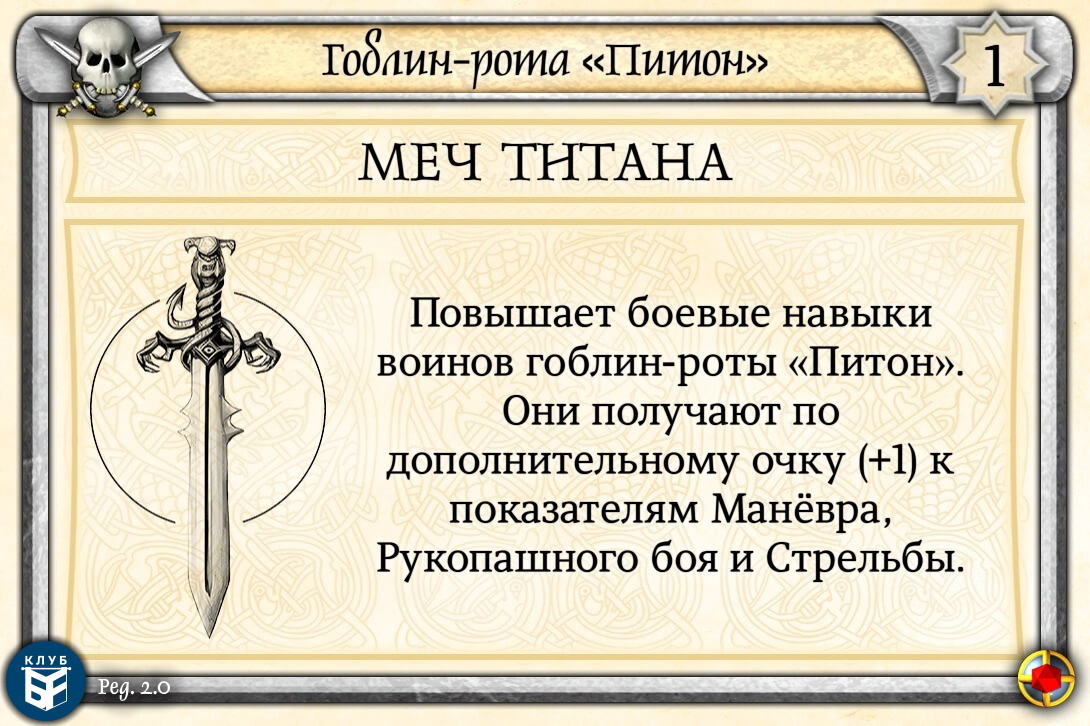 Гоблин-рота «Питон»
1
МЕЧ ТИТАНА
Повышает боевые навыки
воинов гоблин-роты «Питон».
Они получают по
дополнительному очку (+1) к
показателям Манёвра,
Рукопашного боя и Стрельбы.
КЛУБ
Ред. 2.0